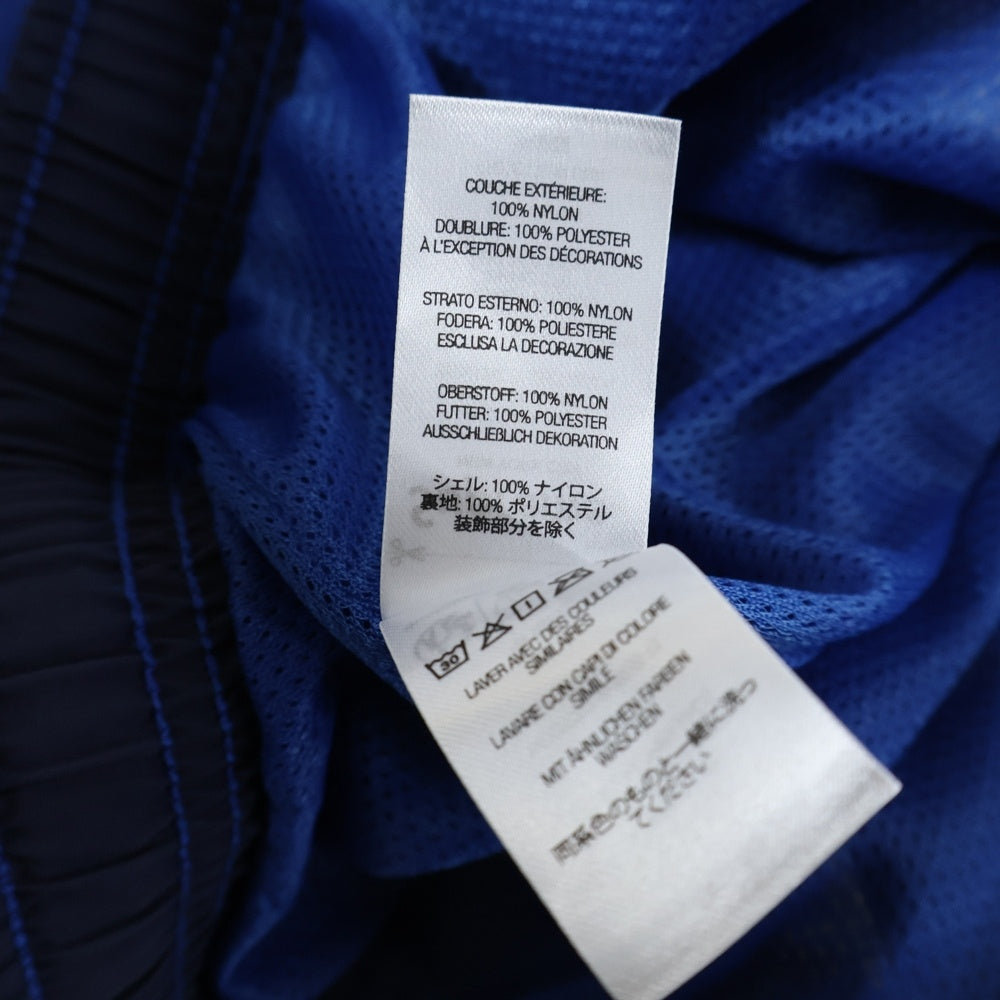 COUCHE EXTÉRIEURE:
100% NYLON
DOUBLURE: 100% POLYESTER
À L'EXCEPTION DES DÉCORATIONS
STRATO ESTERNO: 100% NYLON
FODERA: 100% POLIESTERE
ESCLUSA LA DECORAZIONE
OBERSTOFF: 100% NYLON
FUTTER: 100% POLYESTER
AUSSCHLIEßLICH DEKORATION
シェル: 100% ナイロン
裏地: 100% ポリエステル
装飾部分を除く
30
LAVER AVEC DES COULEURS
SIMILAIRES
LAVARE CON CAPI DI COLORE
SIMILE
MIT ÄHNLICHEN FARBEN
WASCHEN
同系色のものと一緒に洗っ
てください